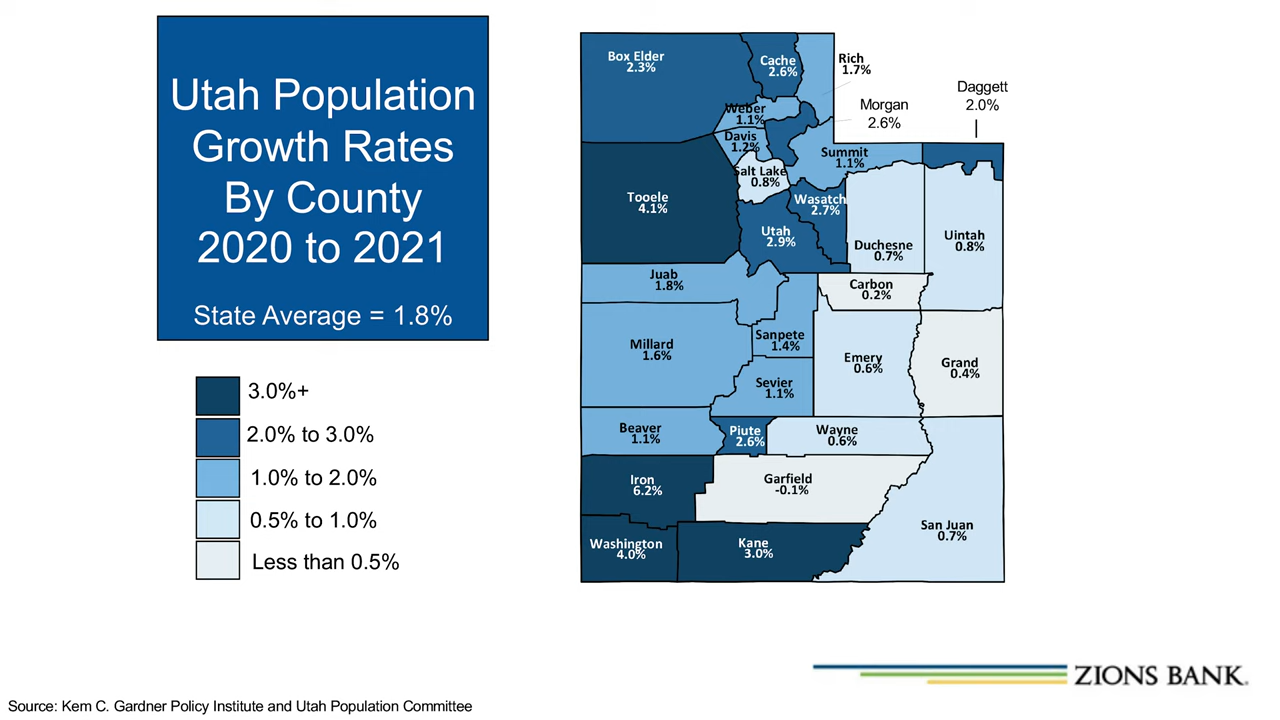 Utah Population
Growth Rates
By County
2020 to 2021
State Average = 1.8%
3.0%+
2.0% to 3.0%
1.0% to 2.0%
0.5% to 1.0%
Less than 0.5%
Box Elder
2.3%
Cache
2.6%
Rich
1.7%
Daggett
2.0%
Morgan
2.6%
Weber
1.1%
Davis
1.2%
Summit
1.1%
Salt Lake
0.8%
Tooele
4.1%
Wasatch
2.7%
Utah
2.9%
Duchesne
0.7%
Uintah
0.8%
Juab
1.8%
Carbon
0.2%
Millard
1.6%
Sanpete
1.4%
Emery
0.6%
Grand
0.4%
Sevier
1.1%
Beaver
1.1%
Piute
2.6%
Wayne
0.6%
Iron
6.2%
Garfield
-0.1%
San Juan
0.7%
Washington
4.0%
Kane
3.0%
ZIONS BANK.
Source: Kem C. Gardner Policy Institute and Utah Population Committee